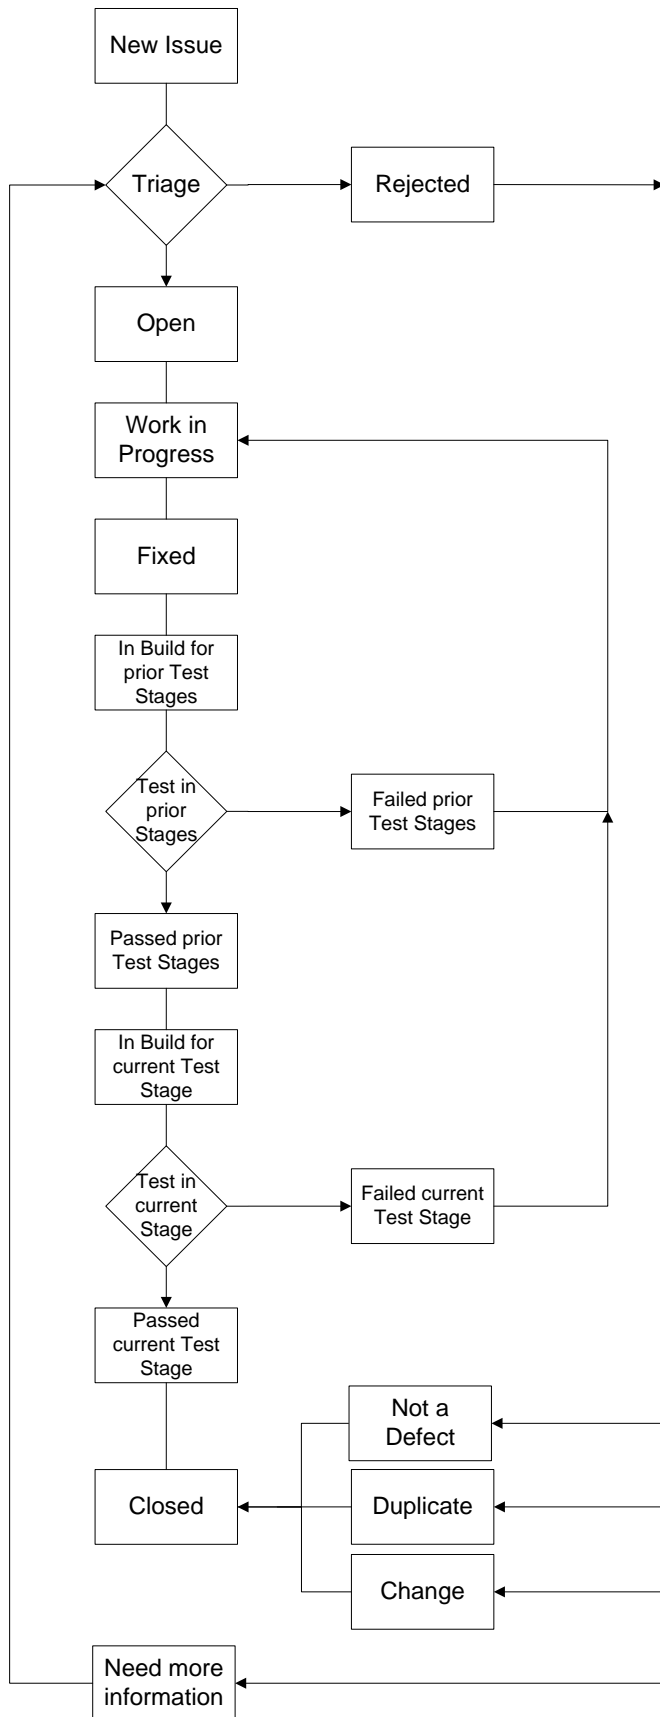 New Issue
Triage
Rejected
Open
Work in
Progress
Fixed
In Build for
prior Test
Stages
Test in
prior
Stages
Failed prior
Test Stages
Passed prior
Test Stages
In Build for
current Test
Stage
Test in
current
Stage
Failed current
Test Stage
Passed
current Test
Stage
Not a
Defect
Closed
Duplicate
Change
Need more
information